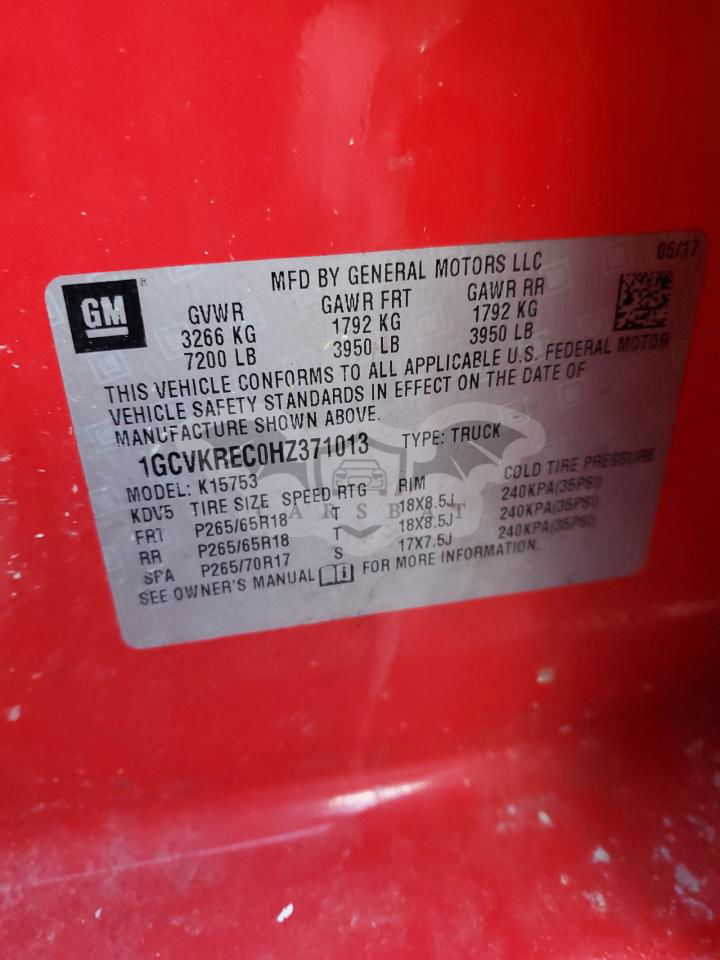 06/17
MFD BY GENERAL MOTORS LLC
GM
GVWR GAWR FRT GAWR RR
3266 KG 1792 KG 1792 KG
7200 LB 3950 LB 3950 LB
THIS VEHICLE CONFORMS TO ALL APPLICABLE U.S. FEDERAL MOTOR
VEHICLE SAFETY STANDARDS IN EFFECT ON THE DATE OF
MANUFACTURE SHOWN ABOVE.
1GCVKREC0HZ371013 TYPE: TRUCK
MODEL: K15753
KDV5 TIRE SIZE SPEED RTG RIM COLD TIRE PRESSURE
FRT P265/65R18 T 18X8.5J 240KPA(35PSI)
RR P265/65R18 T 18X8.5J 240KPA(35PSI)
SPA P265/70R17 S 17X7.5J 240KPA(35PSI)
SEE OWNER'S MANUAL FOR MORE INFORMATION.
CARSBAT